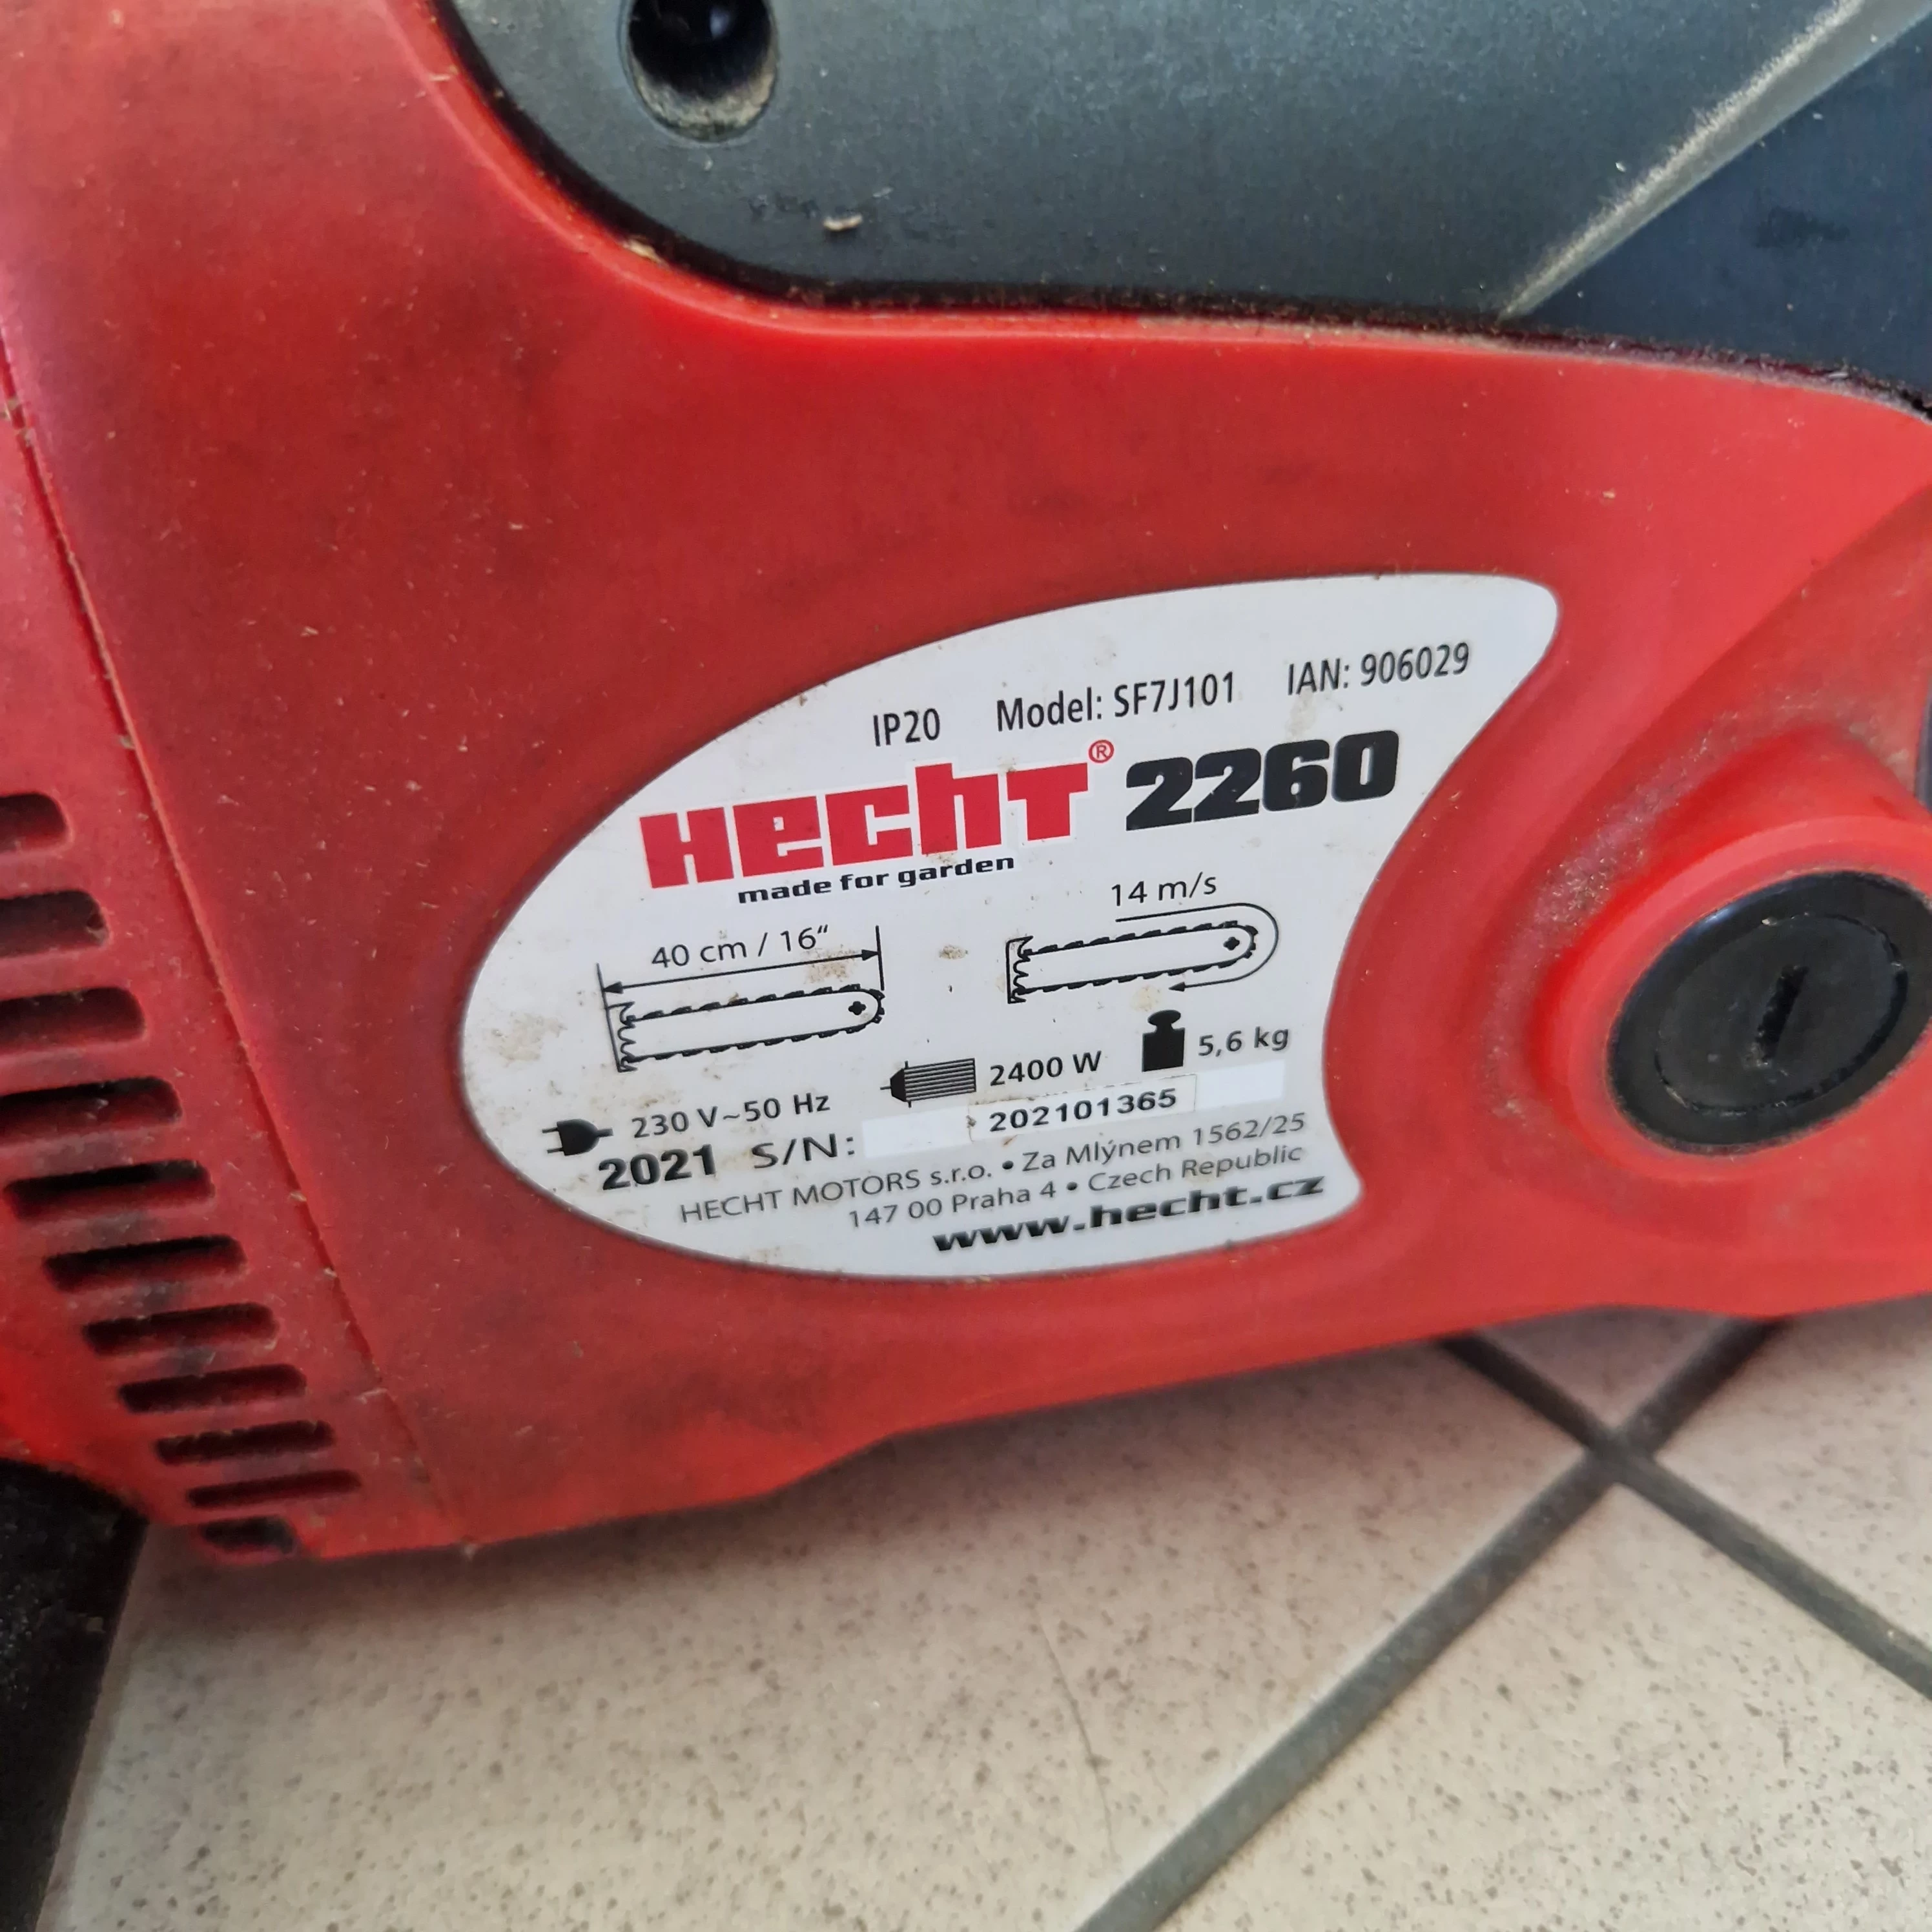 IP20 Model: SF7J101 IAN: 906029
HECHT® 2260
made for garden
40 cm / 16“
14 m/s
230 V~50 Hz
2400 W
5,6 kg
2021 S/N: 202101365
HECHT MOTORS s.r.o. • Za Mlýnem 1562/25
147 00 Praha 4 • Czech Republic
www.hecht.cz